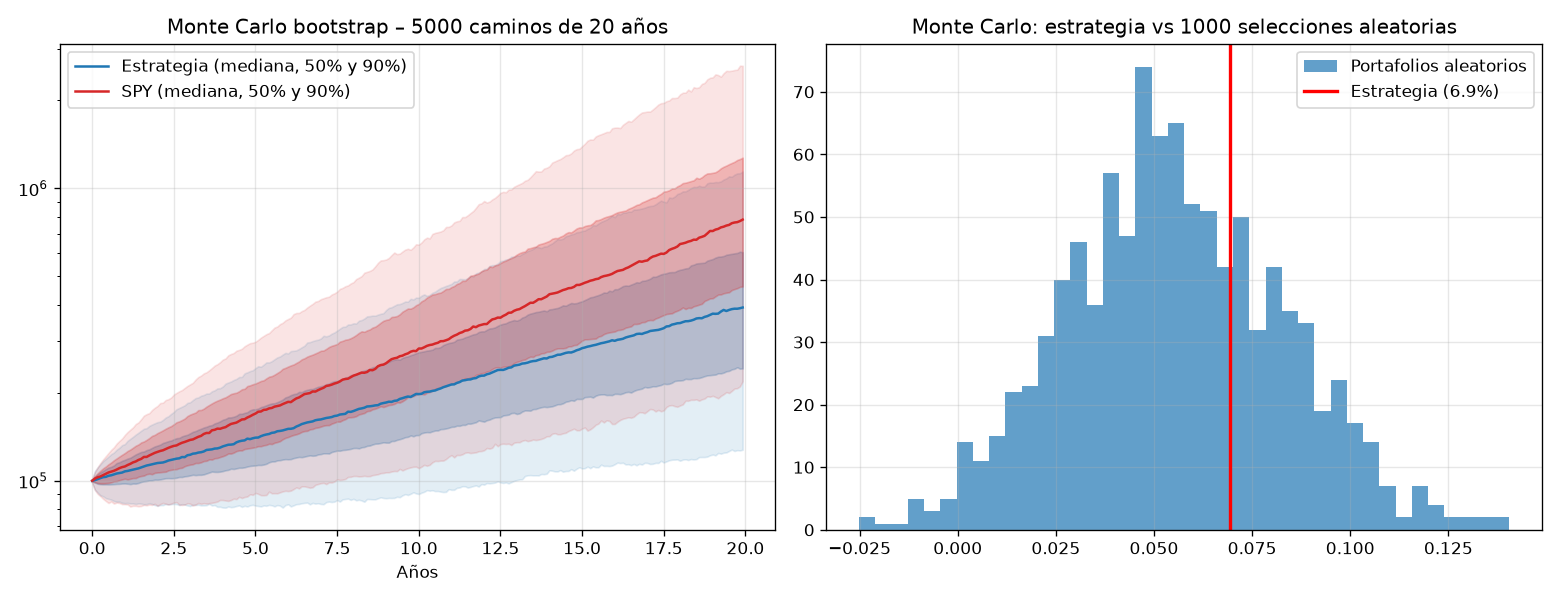 Monte Carlo bootstrap – 5000 caminos de 20 años
Estrategia (mediana, 50% y 90%)
SPY (mediana, 50% y 90%)
10⁶
10⁵
0.0 2.5 5.0 7.5 10.0 12.5 15.0 17.5 20.0
Años
Monte Carlo: estrategia vs 1000 selecciones aleatorias
Portafolios aleatorios
Estrategia (6.9%)
70
60
50
40
30
20
10
0
−0.025 0.000 0.025 0.050 0.075 0.100 0.125